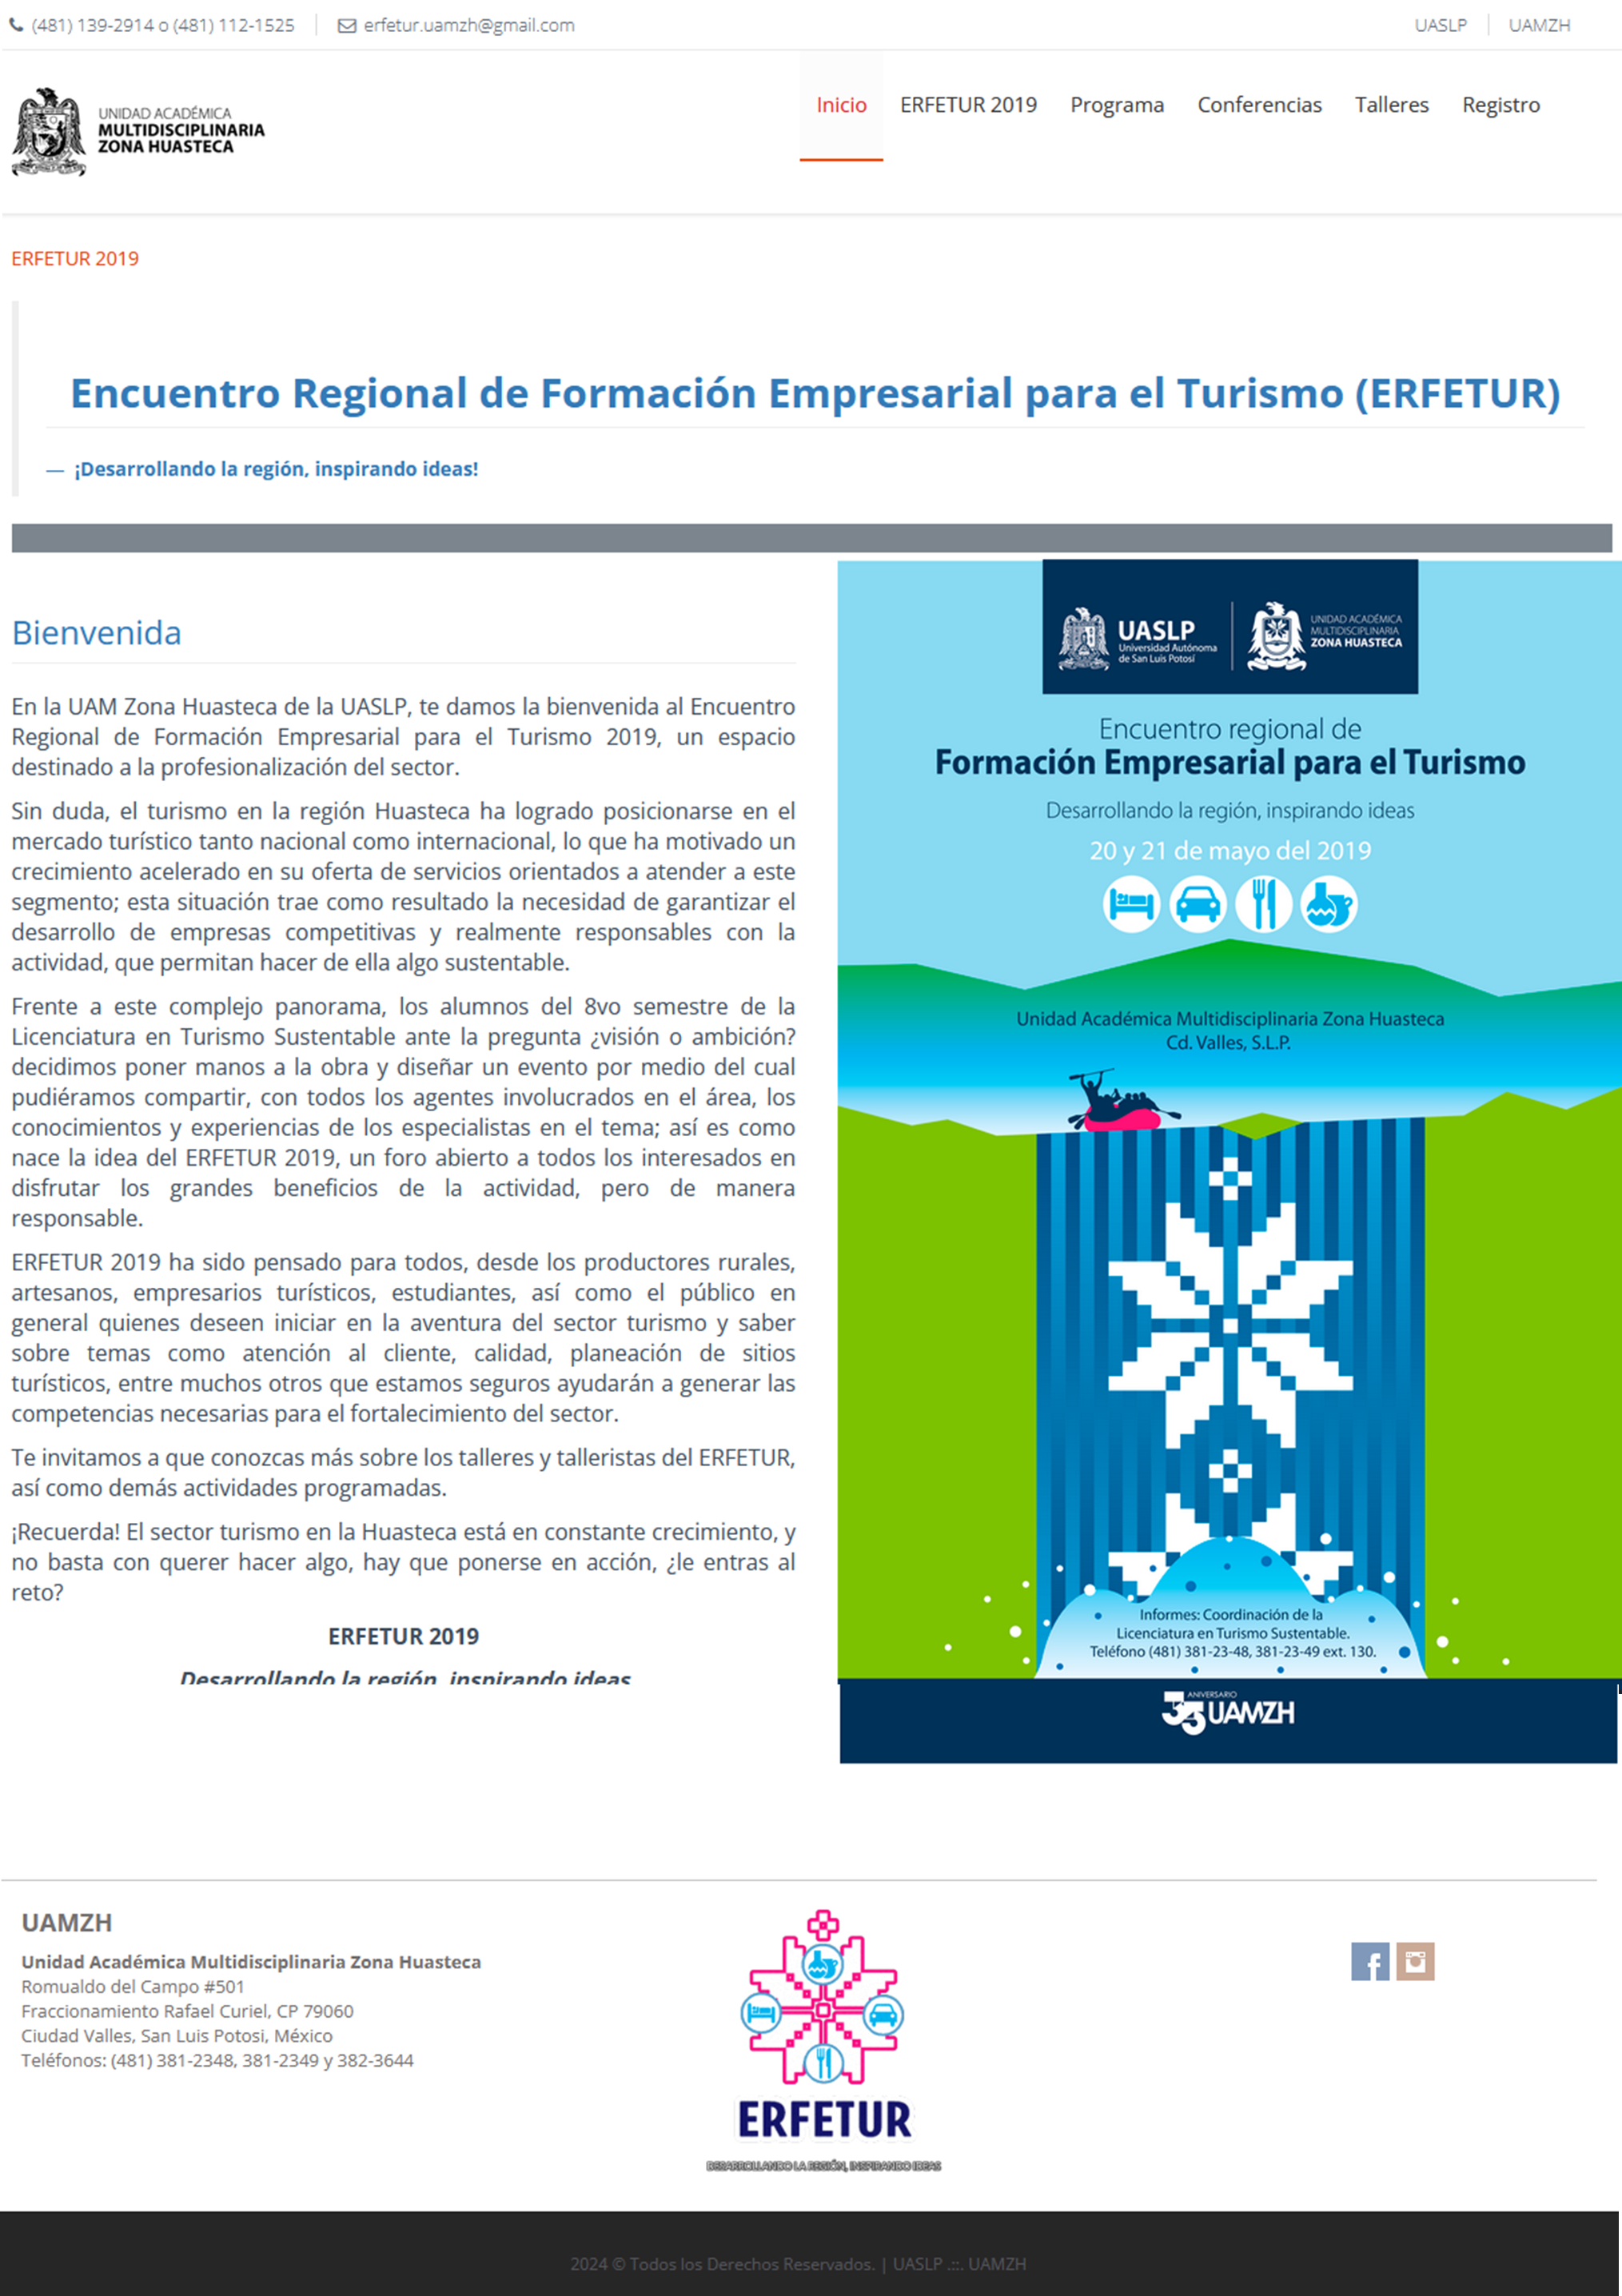 (481) 139-2914 o (481) 112-1525
erfetur.uamzh@gmail.com
UASLP
UAMZH
UNIDAD ACADÉMICA
MULTIDISCIPLINARIA
ZONA HUASTECA
Inicio
ERFETUR 2019
Programa
Conferencias
Talleres
Registro
ERFETUR 2019
Encuentro Regional de Formación Empresarial para el Turismo (ERFETUR)
— ¡Desarrollando la región, inspirando ideas!
Bienvenida
En la UAM Zona Huasteca de la UASLP, te damos la bienvenida al Encuentro
Regional de Formación Empresarial para el Turismo 2019, un espacio
destinado a la profesionalización del sector.
Sin duda, el turismo en la región Huasteca ha logrado posicionarse en el
mercado turístico tanto nacional como internacional, lo que ha motivado un
crecimiento acelerado en su oferta de servicios orientados a atender a este
segmento; esta situación trae como resultado la necesidad de garantizar el
desarrollo de empresas competitivas y realmente responsables con la
actividad, que permitan hacer de ella algo sustentable.
Frente a este complejo panorama, los alumnos del 8vo semestre de la
Licenciatura en Turismo Sustentable ante la pregunta ¿visión o ambición?
decidimos poner manos a la obra y diseñar un evento por medio del cual
pudiéramos compartir, con todos los agentes involucrados en el área, los
conocimientos y experiencias de los especialistas en el tema; así es como
nace la idea del ERFETUR 2019, un foro abierto a todos los interesados en
disfrutar los grandes beneficios de la actividad, pero de manera
responsable.
ERFETUR 2019 ha sido pensado para todos, desde los productores rurales,
artesanos, empresarios turísticos, estudiantes, así como el público en
general quienes deseen iniciar en la aventura del sector turismo y saber
sobre temas como atención al cliente, calidad, planeación de sitios
turísticos, entre muchos otros que estamos seguros ayudarán a generar las
competencias necesarias para el fortalecimiento del sector.
Te invitamos a que conozcas más sobre los talleres y talleristas del ERFETUR,
así como demás actividades programadas.
¡Recuerda! El sector turismo en la Huasteca está en constante crecimiento, y
no basta con querer hacer algo, hay que ponerse en acción, ¿le entras al
reto?
ERFETUR 2019
Desarrollando la región, inspirando ideas
UASLP
Universidad Autónoma
de San Luis Potosí
UNIDAD ACADÉMICA
MULTIDISCIPLINARIA
ZONA HUASTECA
Encuentro regional de
Formación Empresarial para el Turismo
Desarrollando la región, inspirando ideas
20 y 21 de mayo del 2019
Unidad Académica Multidisciplinaria Zona Huasteca
Cd. Valles, S.L.P.
Informes: Coordinación de la
Licenciatura en Turismo Sustentable.
Teléfono (481) 381-23-48, 381-23-49 ext. 130.
35 ANIVERSARIO
UAMZH
UAMZH
Unidad Académica Multidisciplinaria Zona Huasteca
Romualdo del Campo #501
Fraccionamiento Rafael Curiel, CP 79060
Ciudad Valles, San Luis Potosi, México
Teléfonos: (481) 381-2348, 381-2349 y 382-3644
ERFETUR
DESARROLLANDO LA REGIÓN, INSPIRANDO IDEAS
2024 © Todos los Derechos Reservados. | UASLP .::. UAMZH